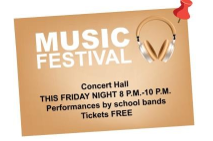 MUSIC
FESTIVAL
Concert Hall
THIS FRIDAY NIGHT 8 P.M.-10 P.M.
Performances by school bands
Tickets FREE